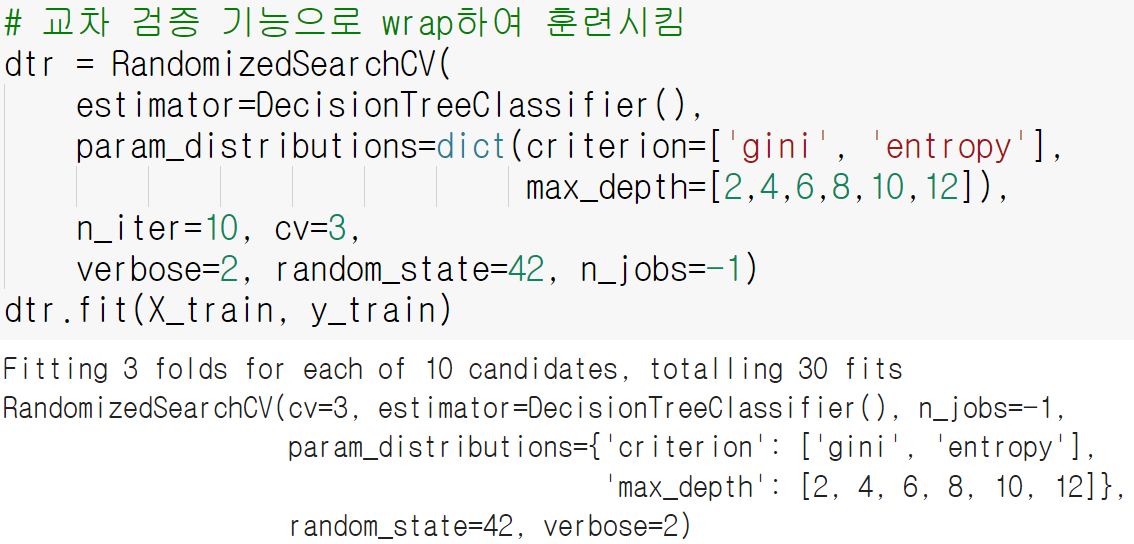 # 교차 검증 기능으로 wrap하여 훈련시킴
dtr = RandomizedSearchCV(
    estimator=DecisionTreeClassifier(),
    param_distributions=dict(criterion=['gini', 'entropy'],
                             max_depth=[2,4,6,8,10,12]),
    n_iter=10, cv=3,
    verbose=2, random_state=42, n_jobs=-1)
dtr.fit(X_train, y_train)
Fitting 3 folds for each of 10 candidates, totalling 30 fits
RandomizedSearchCV(cv=3, estimator=DecisionTreeClassifier(), n_jobs=-1,
                   param_distributions={'criterion': ['gini', 'entropy'],
                                        'max_depth': [2, 4, 6, 8, 10, 12]},
                   random_state=42, verbose=2)